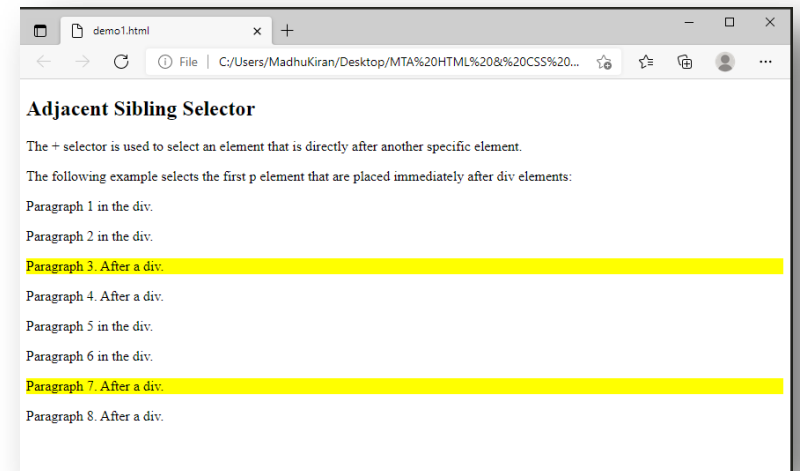 demo1.html
File | C:/Users/MadhuKiran/Desktop/MTA%20HTML%20&%20CSS%20...
Adjacent Sibling Selector
The + selector is used to select an element that is directly after another specific element.
The following example selects the first p element that are placed immediately after div elements:
Paragraph 1 in the div.
Paragraph 2 in the div.
Paragraph 3. After a div.
Paragraph 4. After a div.
Paragraph 5 in the div.
Paragraph 6 in the div.
Paragraph 7. After a div.
Paragraph 8. After a div.